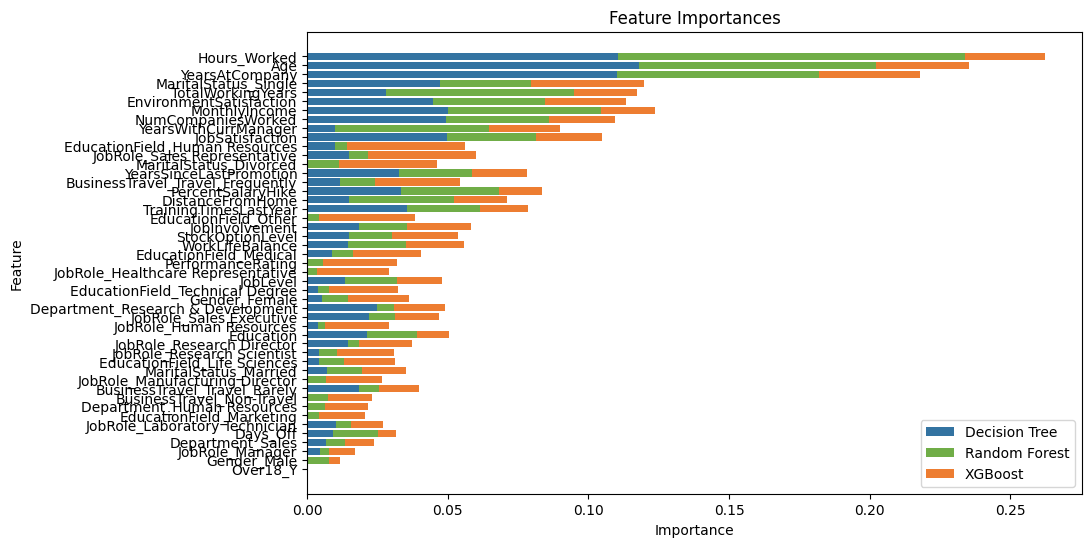 Feature Importances
Hours_Worked
Age
YearsAtCompany
MaritalStatus_Single
TotalWorkingYears
EnvironmentSatisfaction
MonthlyIncome
NumCompaniesWorked
YearsWithCurrManager
JobSatisfaction
EducationField_Human Resources
JobRole_Sales Representative
MaritalStatus_Divorced
YearsSinceLastPromotion
BusinessTravel_Travel_Frequently
PercentSalaryHike
DistanceFromHome
TrainingTimesLastYear
EducationField_Other
JobInvolvement
StockOptionLevel
WorkLifeBalance
EducationField_Medical
PerformanceRating
JobRole_Healthcare Representative
JobLevel
EducationField_Technical Degree
Gender_Female
Department_Research & Development
JobRole_Sales Executive
JobRole_Human Resources
Education
JobRole_Research Director
JobRole_Research Scientist
EducationField_Life Sciences
MaritalStatus_Married
JobRole_Manufacturing Director
BusinessTravel_Travel_Rarely
BusinessTravel_Non-Travel
Department_Human Resources
EducationField_Marketing
JobRole_Laboratory Technician
Days_Off
Department_Sales
JobRole_Manager
Gender_Male
Over18_Y
Feature
Decision Tree
Random Forest
XGBoost
0.00 0.05 0.10 0.15 0.20 0.25
Importance